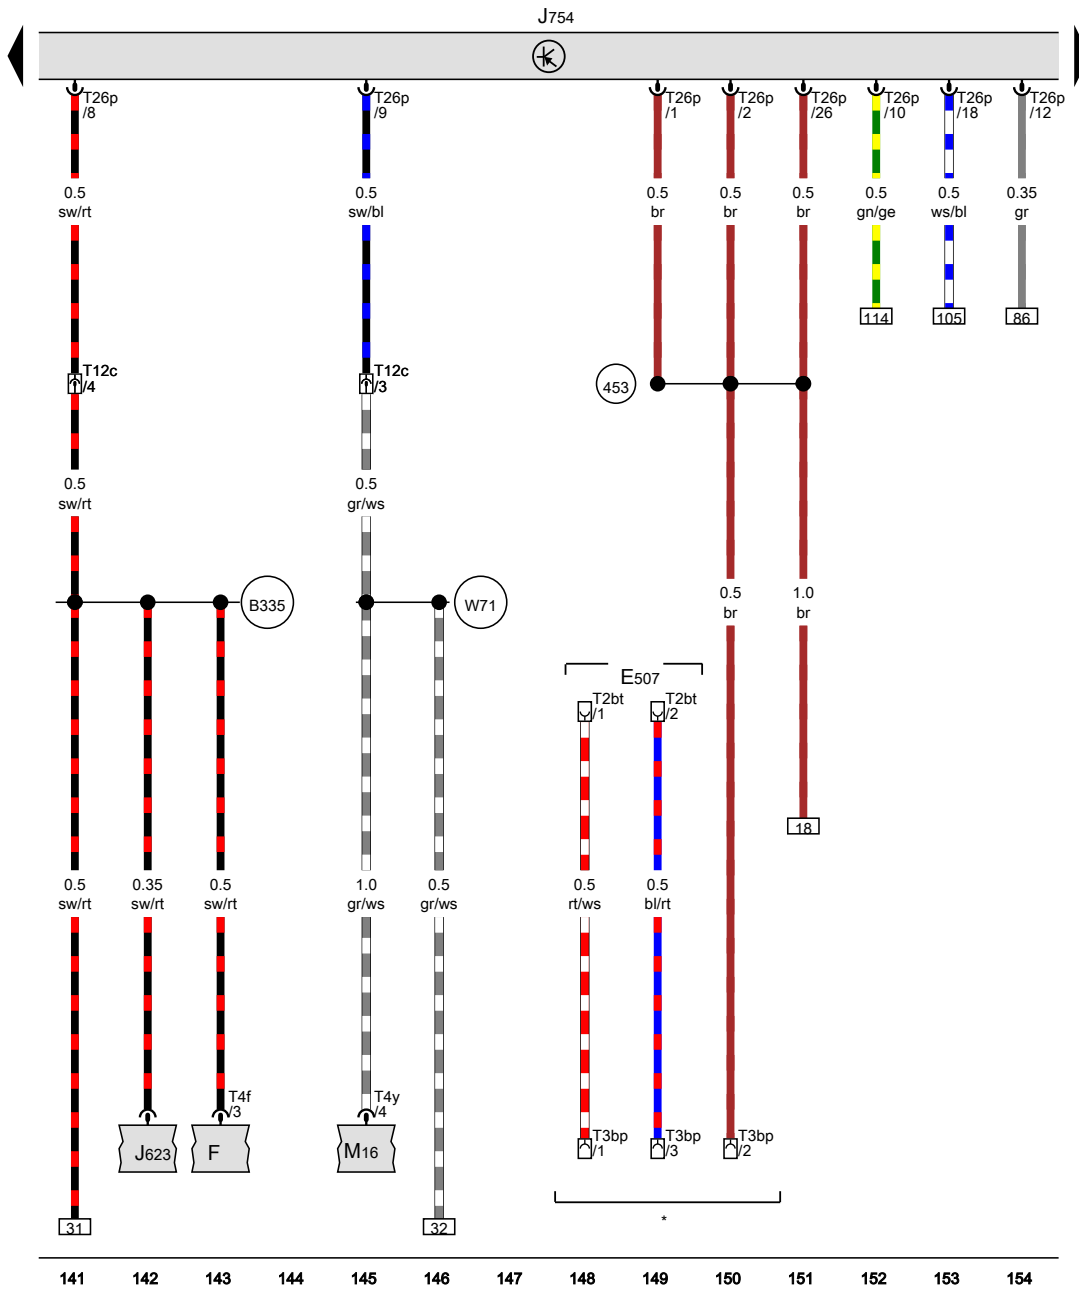 J754
T26p
/8
T26p
/9
T26p
/1
T26p
/2
T26p
/26
T26p
/10
T26p
/18
T26p
/12
0.5
sw/rt
0.5
sw/bl
0.5
br
0.5
br
0.5
br
0.5
gn/ge
0.5
ws/bl
0.35
gr
114
105
86
T12c
/4
T12c
/3
453
0.5
sw/rt
0.5
gr/ws
B335
W71
0.5
br
1.0
br
E507
T2bt
/1
T2bt
/2
18
0.5
sw/rt
0.35
sw/rt
0.5
sw/rt
1.0
gr/ws
0.5
gr/ws
0.5
rt/ws
0.5
bl/rt
T4f
/3
T4y
/4
J623
F
M16
T3bp
/1
T3bp
/3
T3bp
/2
31
32
*
141 142 143 144 145 146 147 148 149 150 151 152 153 154